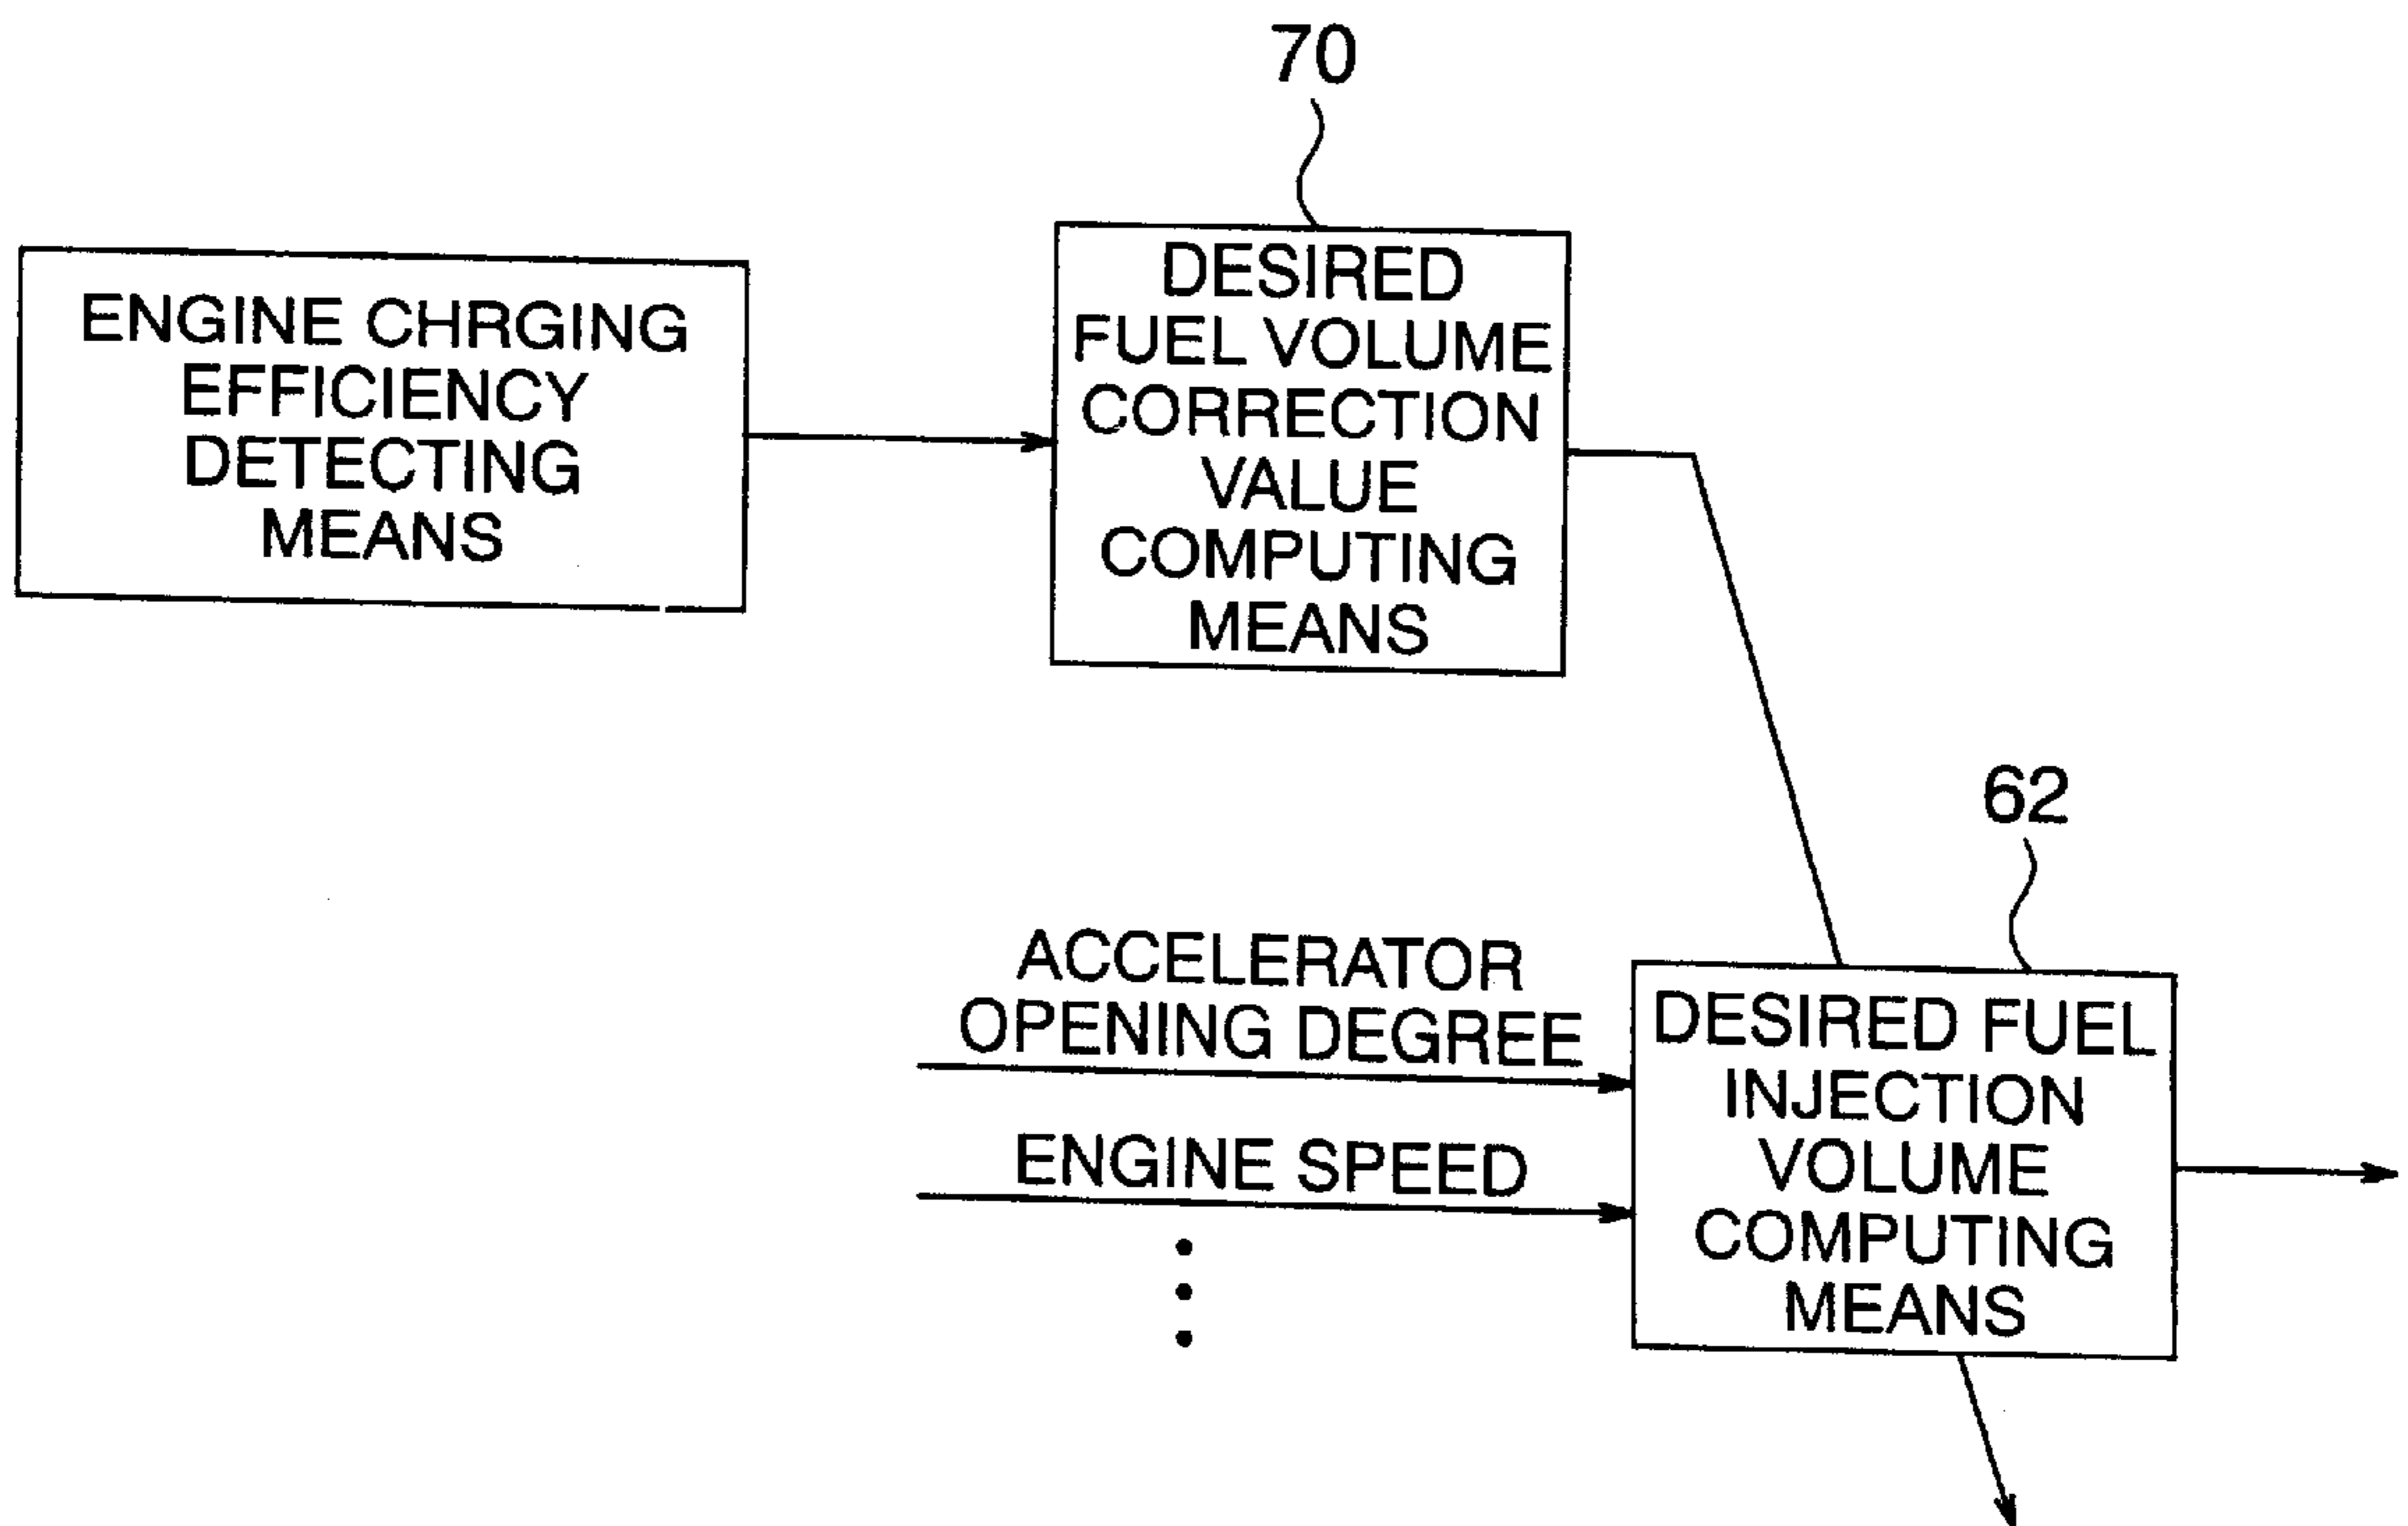 70
ENGINE CHRGING
EFFICIENCY
DETECTING
MEANS
DESIRED
FUEL VOLUME
CORRECTION
VALUE
COMPUTING
MEANS
62
ACCELERATOR
OPENING DEGREE
ENGINE SPEED
DESIRED FUEL
INJECTION
VOLUME
COMPUTING
MEANS